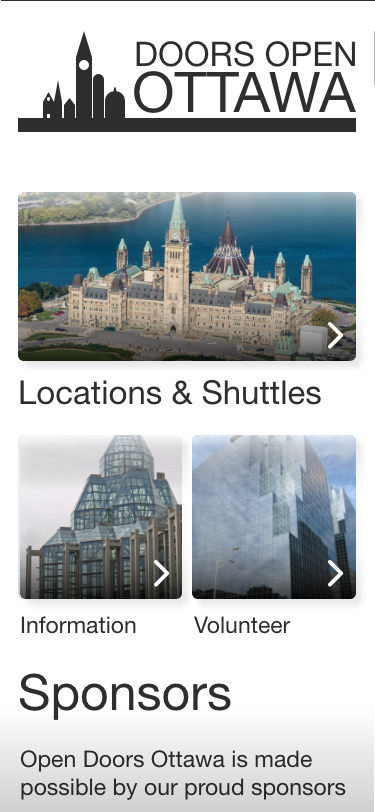 DOORS OPEN
OTTAWA
Locations & Shuttles
Information
Volunteer
Sponsors
Open Doors Ottawa is made
possible by our proud sponsors